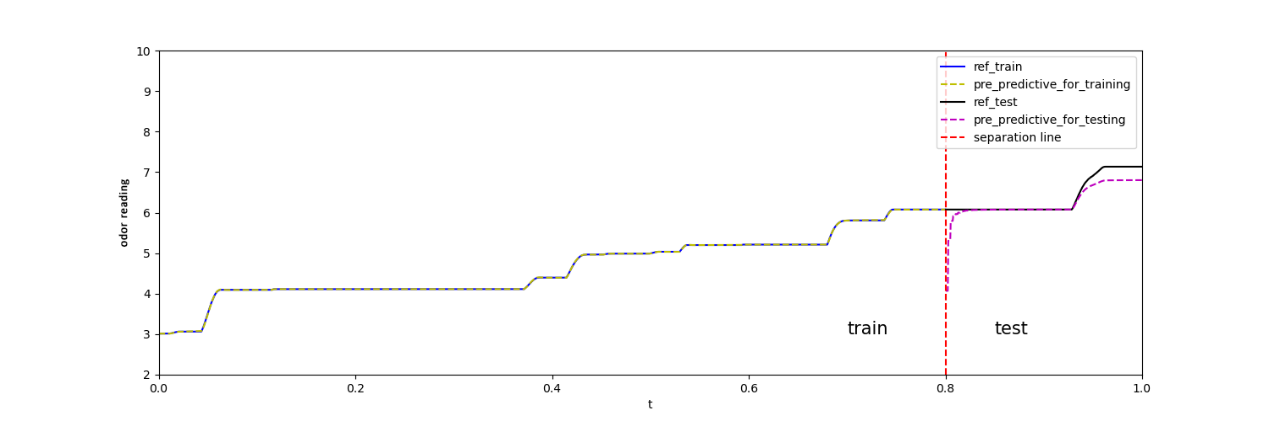 10
9
8
7
6
5
4
3
2
odor reading
ref_train
pre_predictive_for_training
ref_test
pre_predictive_for_testing
separation line
train
test
0.0
0.2
0.4
0.6
0.8
1.0
t